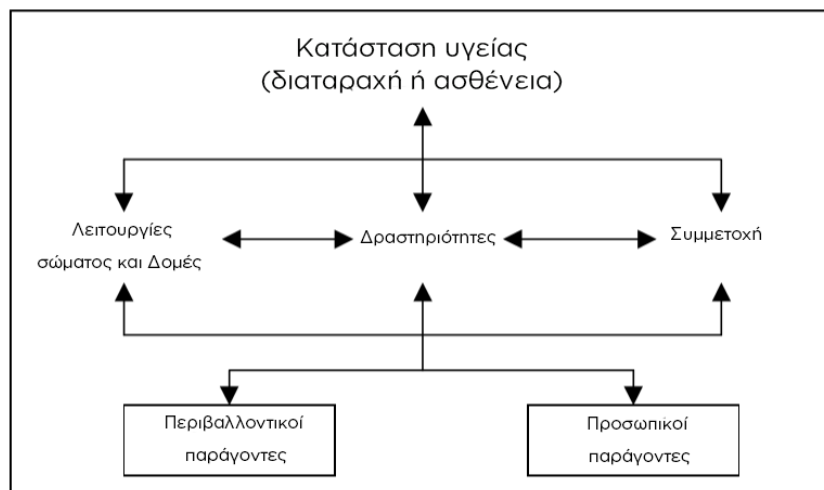 Κατάσταση υγείας
(διαταραχή ή ασθένεια)
Λειτουργίες
σώματος και Δομές
Δραστηριότητες
Συμμετοχή
Περιβαλλοντικοί
παράγοντες
Προσωπικοί
παράγοντες